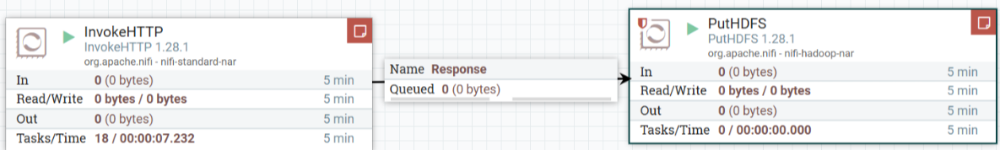 InvokeHTTP
InvokeHTTP 1.28.1
org.apache.nifi - nifi-standard-nar
In 0 (0 bytes) 5 min
Read/Write 0 bytes / 0 bytes 5 min
Out 0 (0 bytes) 5 min
Tasks/Time 18 / 00:00:07.232 5 min
Name Response
Queued 0 (0 bytes)
PutHDFS
PutHDFS 1.28.1
org.apache.nifi - nifi-hadoop-nar
In 0 (0 bytes) 5 min
Read/Write 0 bytes / 0 bytes 5 min
Out 0 (0 bytes) 5 min
Tasks/Time 0 / 00:00:00.000 5 min